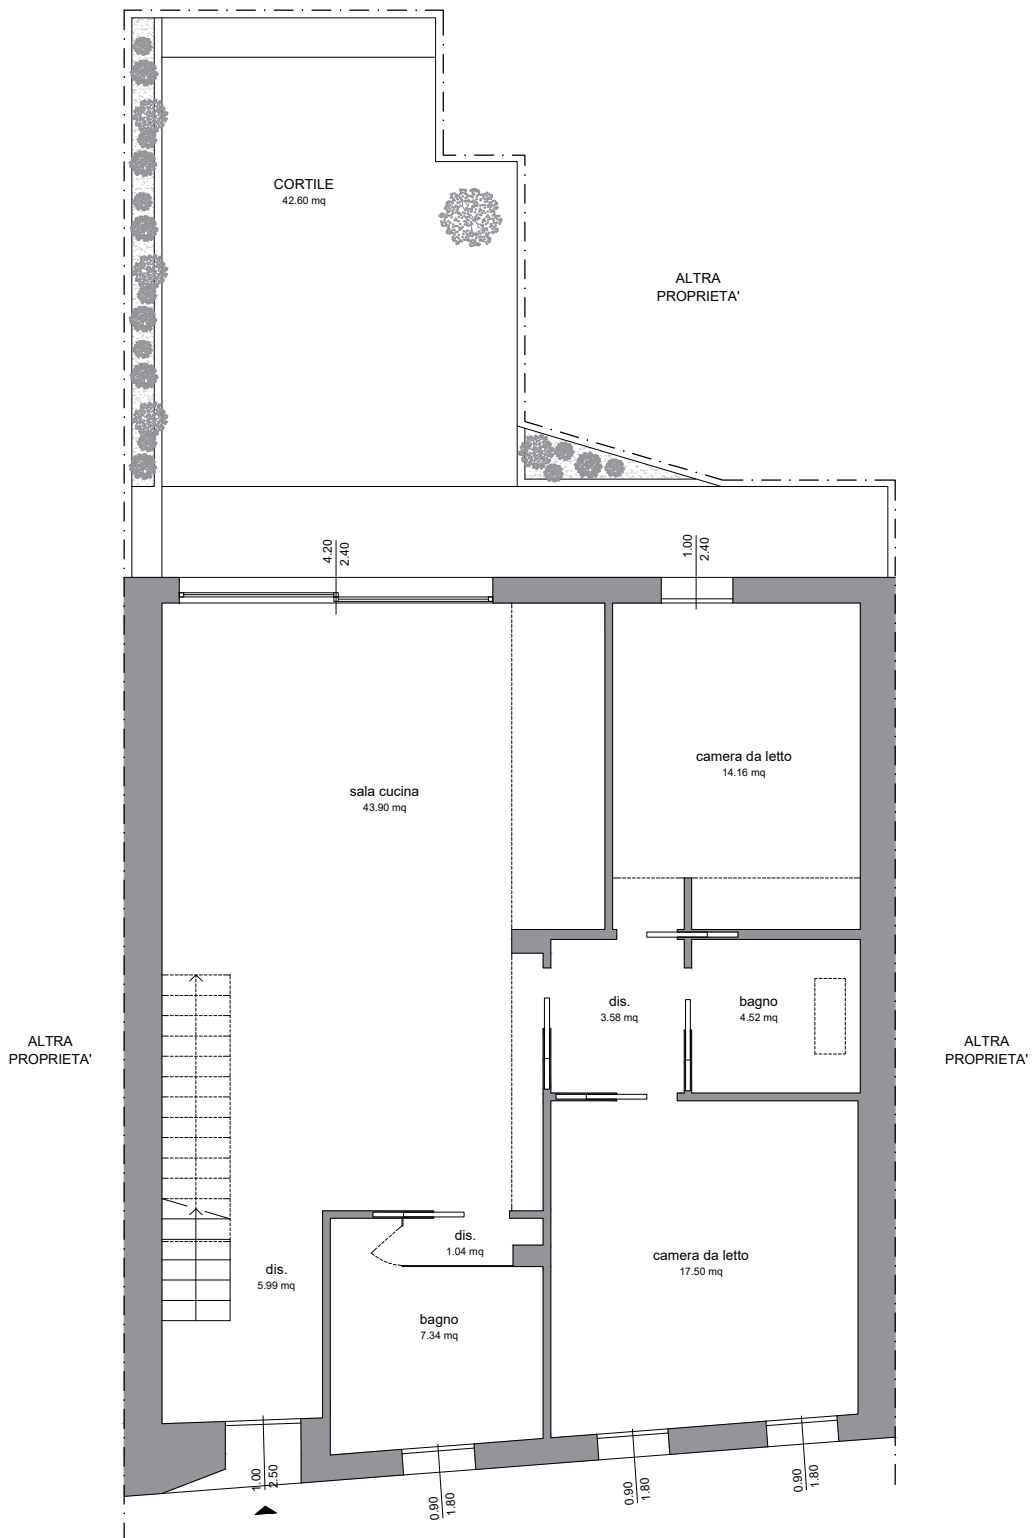 CORTILE
42.60 mq
ALTRA
PROPRIETA'
4.20
2.40
1.00
2.40
camera da letto
14.16 mq
sala cucina
43.90 mq
dis.
3.58 mq
bagno
4.52 mq
ALTRA
PROPRIETA'
ALTRA
PROPRIETA'
dis.
1.04 mq
dis.
5.99 mq
camera da letto
17.50 mq
bagno
7.34 mq
1.00
2.50
0.90
1.80
0.90
1.80
0.90
1.80